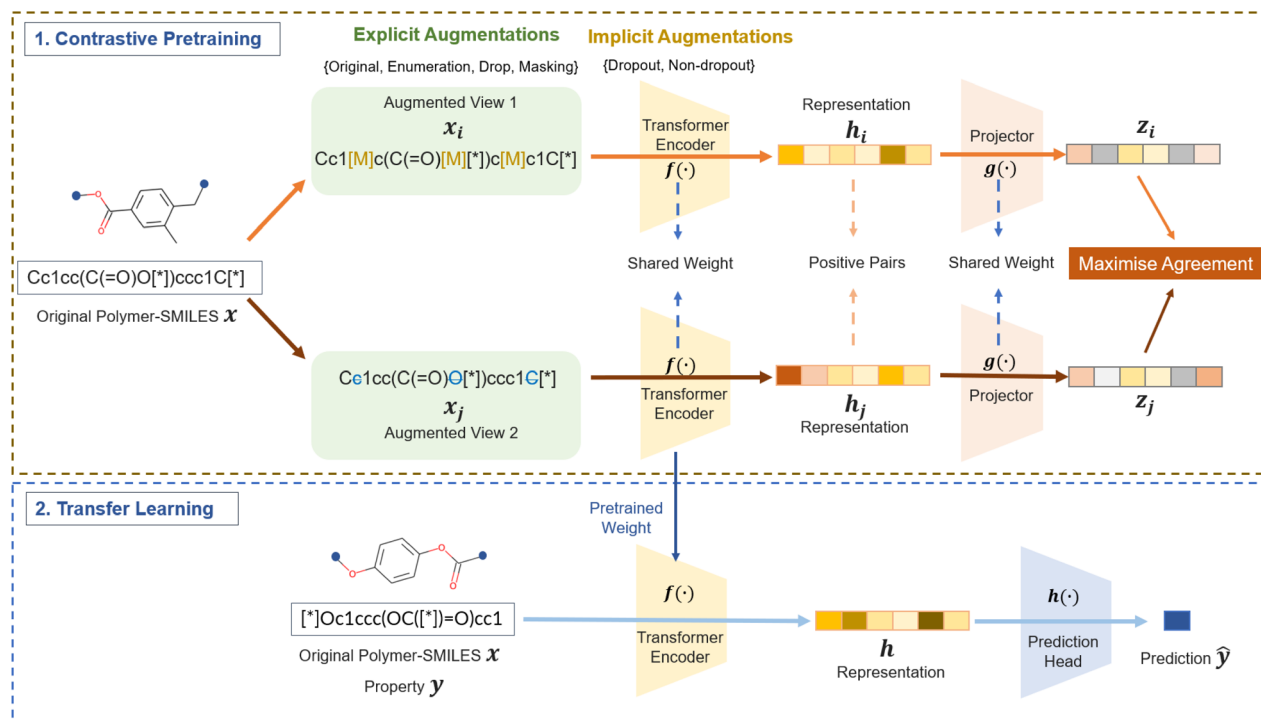 1. Contrastive Pretraining
Explicit Augmentations
Implicit Augmentations
{Original, Enumeration, Drop, Masking}
{Dropout, Non-dropout}
Augmented View 1
x_i
Cc1[M]c(C(=O)[M][*])c[M]c1C[*]
Transformer
Encoder
f(·)
Representation
h_i
Projector
g(·)
z_i
O
O
Cc1cc(C(=O)O[*])ccc1C[*]
Original Polymer-SMILES x
Shared Weight
Positive Pairs
Shared Weight
Maximise Agreement
Cc1cc(C(=O)O[*])ccc1C[*]
x_j
Augmented View 2
f(·)
Transformer
Encoder
h_j
Representation
g(·)
Projector
z_j
2. Transfer Learning
Pretrained
Weight
O
O
O
[*]Oc1ccc(OC([*])=O)cc1
Original Polymer-SMILES x
Property y
f(·)
Transformer
Encoder
h
Representation
h(·)
Prediction
Head
Prediction ŷ